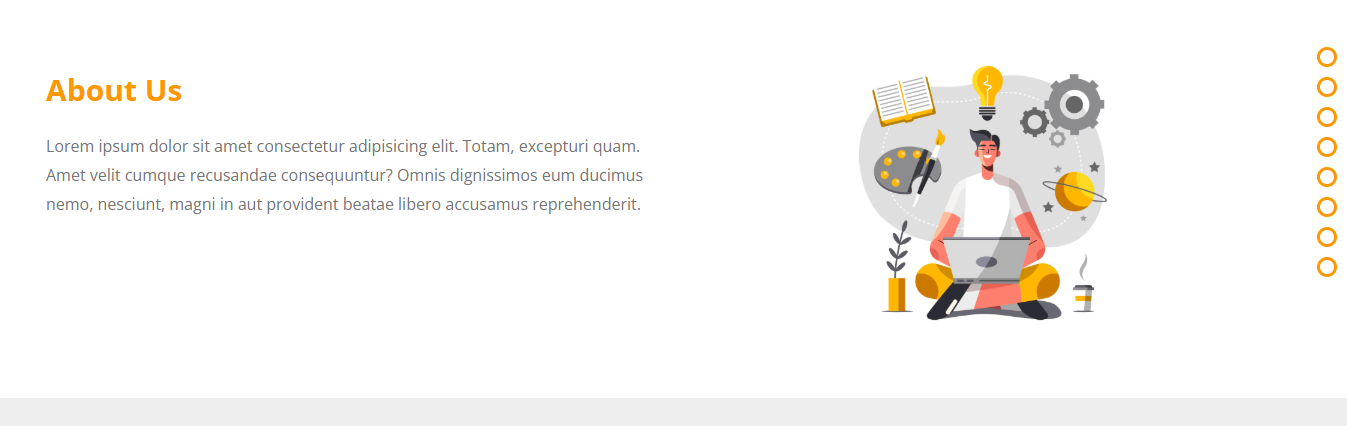 About Us
Lorem ipsum dolor sit amet consectetur adipisicing elit. Totam, excepturi quam.
Amet velit cumque recusandae consequuntur? Omnis dignissimos eum ducimus
nemo, nesciunt, magni in aut provident beatae libero accusamus reprehenderit.